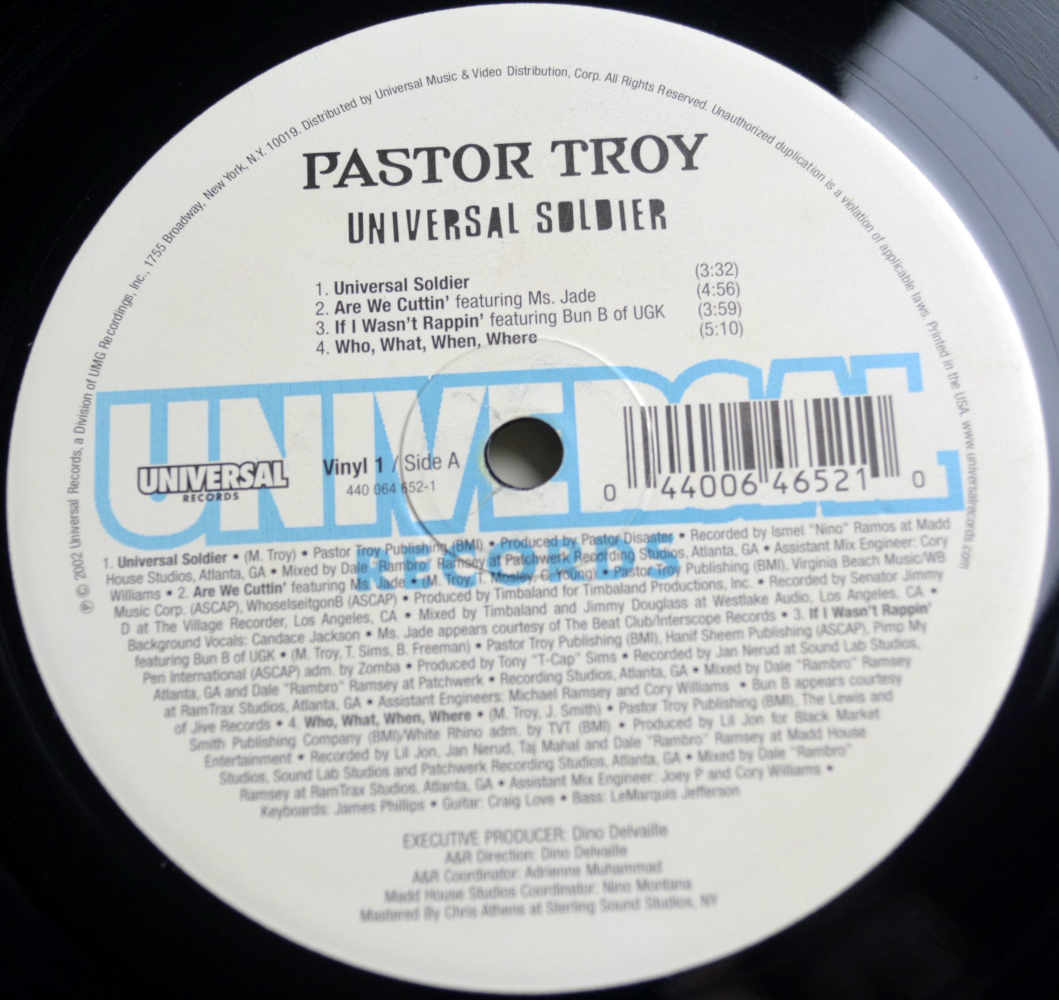 ℗ © 2002 Universal Records, a Division of UMG Recordings, Inc., 1755 Broadway, New York, N.Y. 10019. Distributed by Universal Music & Video Distribution, Corp. All Rights Reserved. Unauthorized duplication is a violation of applicable laws. Printed in the USA. www.universalrecords.com
PASTOR TROY
UNIVERSAL SOLDIER
1. Universal Soldier (3:32)
2. Are We Cuttin' featuring Ms. Jade (4:56)
3. If I Wasn't Rappin' featuring Bun B of UGK (3:59)
4. Who, What, When, Where (5:10)
UNIVERSAL
RECORDS
UNIVERSAL
RECORDS
Vinyl 1 / Side A
440 064 652-1
0 44006 46521 0
1. Universal Soldier • (M. Troy) • Pastor Troy Publishing (BMI) • Produced by Pastor Disaster • Recorded by Ismel "Nino" Ramos at Madd
House Studios, Atlanta, GA • Mixed by Dale "Rambro" Ramsey at Patchwerk Recording Studios, Atlanta, GA • Assistant Mix Engineer: Cory
Williams • 2. Are We Cuttin' featuring Ms. Jade • (M. Troy, T. Mosley, C. Young) • Pastor Troy Publishing (BMI), Virginia Beach Music/WB
Music Corp. (ASCAP), WhoselseitgonB (ASCAP) • Produced by Timbaland for Timbaland Productions, Inc. • Recorded by Senator Jimmy
D at The Village Recorder, Los Angeles, CA • Mixed by Timbaland and Jimmy Douglass at Westlake Audio, Los Angeles, CA •
Background Vocals: Candace Jackson • Ms. Jade appears courtesy of The Beat Club/Interscope Records • 3. If I Wasn't Rappin'
featuring Bun B of UGK • (M. Troy, T. Sims, B. Freeman) • Pastor Troy Publishing (BMI), Hanif Sheem Publishing (ASCAP), Pimp My
Pen International (ASCAP) adm. by Zomba • Produced by Tony "T-Cap" Sims • Recorded by Jan Nerud at Sound Lab Studios,
Atlanta, GA and Dale "Rambro" Ramsey at Patchwerk • Recording Studios, Atlanta, GA • Mixed by Dale "Rambro" Ramsey
at RamTrax Studios, Atlanta, GA • Assistant Engineers: Michael Ramsey and Cory Williams • Bun B appears courtesy
of Jive Records • 4. Who, What, When, Where • (M. Troy, J. Smith) • Pastor Troy Publishing (BMI), The Lewis and
Smith Publishing Company (BMI)/White Rhino adm. by TVT (BMI) • Produced by Lil Jon for Black Market
Entertainment • Recorded by Lil Jon, Jan Nerud, Taj Mahal and Dale "Rambro" Ramsey at Madd House
Studios, Sound Lab Studios and Patchwerk Recording Studios, Atlanta, GA • Mixed by Dale "Rambro"
Ramsey at RamTrax Studios, Atlanta, GA • Assistant Mix Engineer: Joey P and Cory Williams •
Keyboards: James Phillips • Guitar: Craig Love • Bass: LeMarquis Jefferson
EXECUTIVE PRODUCER: Dino Delvaille
A&R Direction: Dino Delvaille
A&R Coordinator: Adrienne Muhammad
Madd House Studios Coordinator: Nino Montana
Mastered By Chris Athens at Sterling Sound Studios, NY